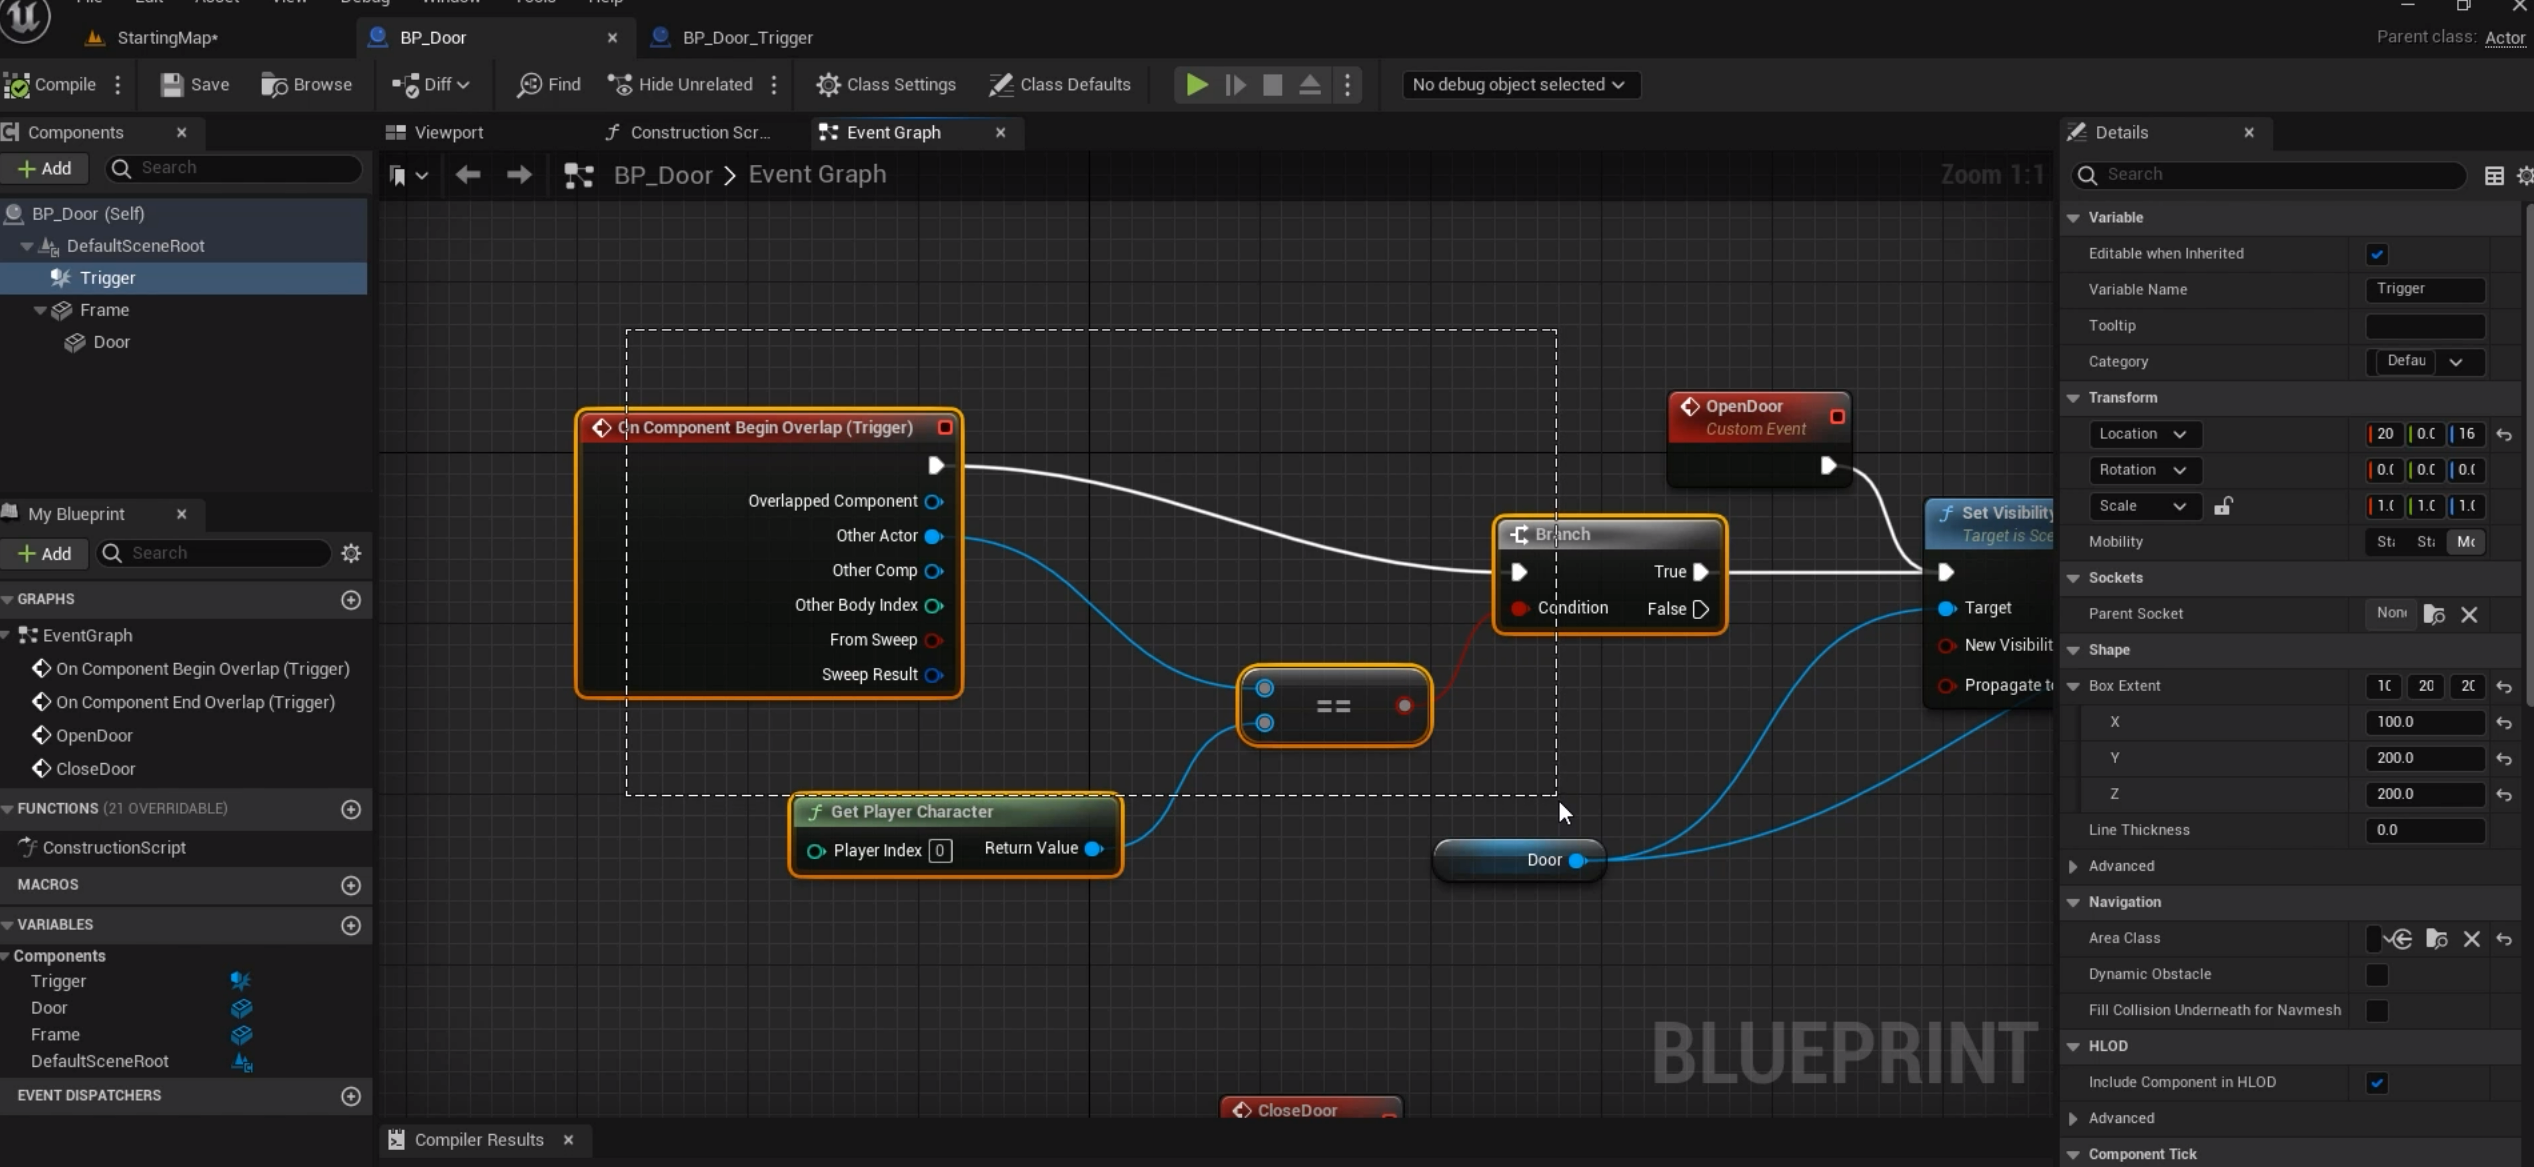 File Edit Asset View Debug Window Tools Help
StartingMap*
BP_Door
BP_Door_Trigger
Parent class: Actor
Compile
Save
Browse
Diff
Find
Hide Unrelated
Class Settings
Class Defaults
No debug object selected
Components
Add
Search
BP_Door (Self)
DefaultSceneRoot
Trigger
Frame
Door
My Blueprint
Add
Search
GRAPHS
EventGraph
On Component Begin Overlap (Trigger)
On Component End Overlap (Trigger)
OpenDoor
CloseDoor
FUNCTIONS (21 OVERRIDABLE)
ConstructionScript
MACROS
VARIABLES
Components
Trigger
Door
Frame
DefaultSceneRoot
EVENT DISPATCHERS
Viewport
Construction Scr...
Event Graph
BP_Door > Event Graph
Zoom 1:1
On Component Begin Overlap (Trigger)
Overlapped Component
Other Actor
Other Comp
Other Body Index
From Sweep
Sweep Result
Get Player Character
Player Index 0
Return Value
==
Branch
True
Condition
False
OpenDoor
Custom Event
Set Visibility
Target is Sce
Target
New Visibilit
Propagate to
Door
CloseDoor
BLUEPRINT
Compiler Results
Details
Search
Variable
Editable when Inherited
Variable Name Trigger
Tooltip
Category Defau
Transform
Location 20 0.0 16
Rotation 0.0 0.0 0.0
Scale 1.0 1.0 1.0
Mobility
Sockets
Parent Socket None
Shape
Box Extent 10 20 20
X 100.0
Y 200.0
Z 200.0
Line Thickness 0.0
Advanced
Navigation
Area Class
Dynamic Obstacle
Fill Collision Underneath for Navmesh
HLOD
Include Component in HLOD
Advanced
Component Tick